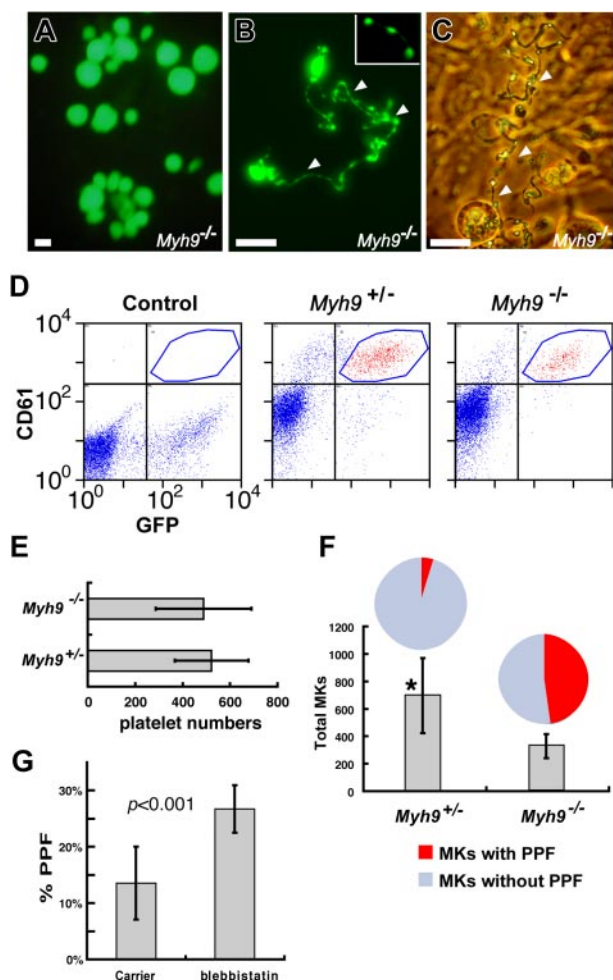 A
B
C
Myh9-/-
Myh9-/-
Myh9-/-
D
Control
Myh9+/-
Myh9-/-
CD61
10^4
10^2
10^0
10^0
10^2
10^4
GFP
E
Myh9-/-
Myh9+/-
0 200 400 600 800
platelet numbers
F
Total MKs
1200
1000
800
600
400
200
0
*
Myh9+/-
Myh9-/-
MKs with PPF
MKs without PPF
G
% PPF
30%
20%
10%
0%
p<0.001
Carrier
blebbistatin